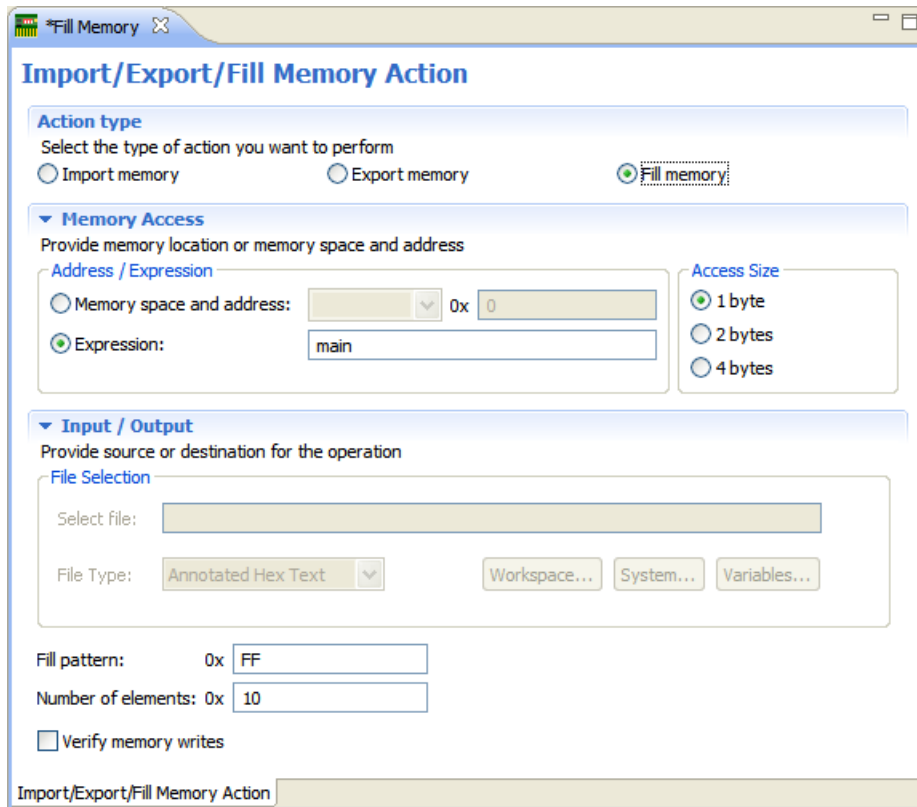 *Fill Memory
Import/Export/Fill Memory Action
Action type
Select the type of action you want to perform
Import memory Export memory Fill memory
Memory Access
Provide memory location or memory space and address
Address / Expression Access Size
Memory space and address: 0x 0 1 byte
Expression: main 2 bytes
4 bytes
Input / Output
Provide source or destination for the operation
File Selection
Select file:
File Type: Annotated Hex Text Workspace... System... Variables...
Fill pattern: 0x FF
Number of elements: 0x 10
Verify memory writes
Import/Export/Fill Memory Action